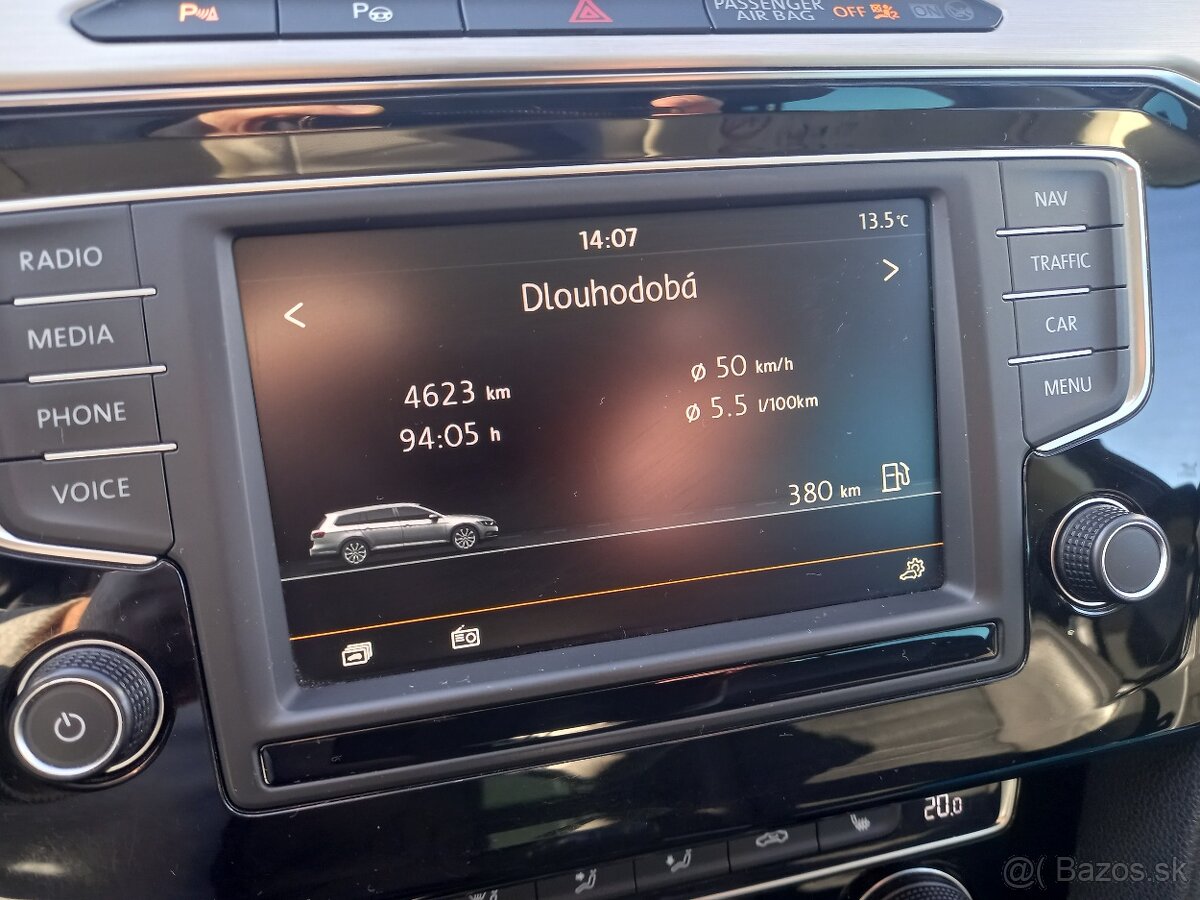 P
P
PASSENGER
AIR BAG
OFF
ON
RADIO
MEDIA
PHONE
VOICE
14:07
13.5°C
<
Dlouhodobá
>
4623 km
94:05 h
ø 50 km/h
ø 5.5 l/100km
380 km
NAV
TRAFFIC
CAR
MENU
20.0
@( Bazos.sk